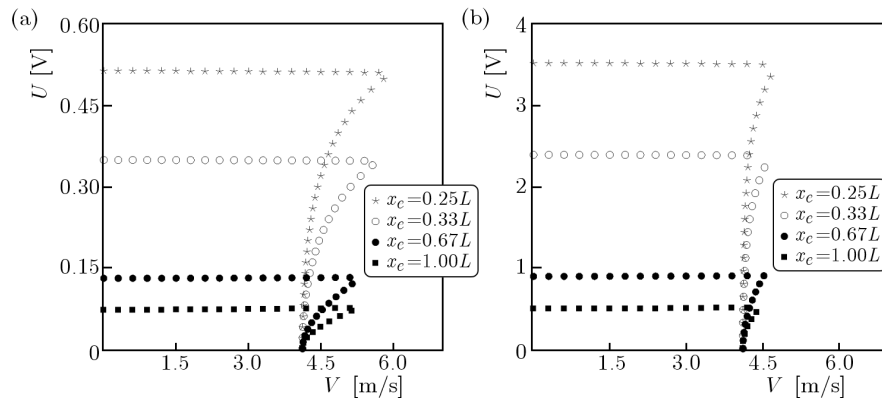 (a)
U [V]
0.60
0.45
0.30
0.15
0
1.5
3.0
4.5
6.0
V [m/s]
x_c=0.25L
x_c=0.33L
x_c=0.67L
x_c=1.00L
(b)
U [V]
4
3
2
1
0
1.5
3.0
4.5
6.0
V [m/s]
x_c=0.25L
x_c=0.33L
x_c=0.67L
x_c=1.00L